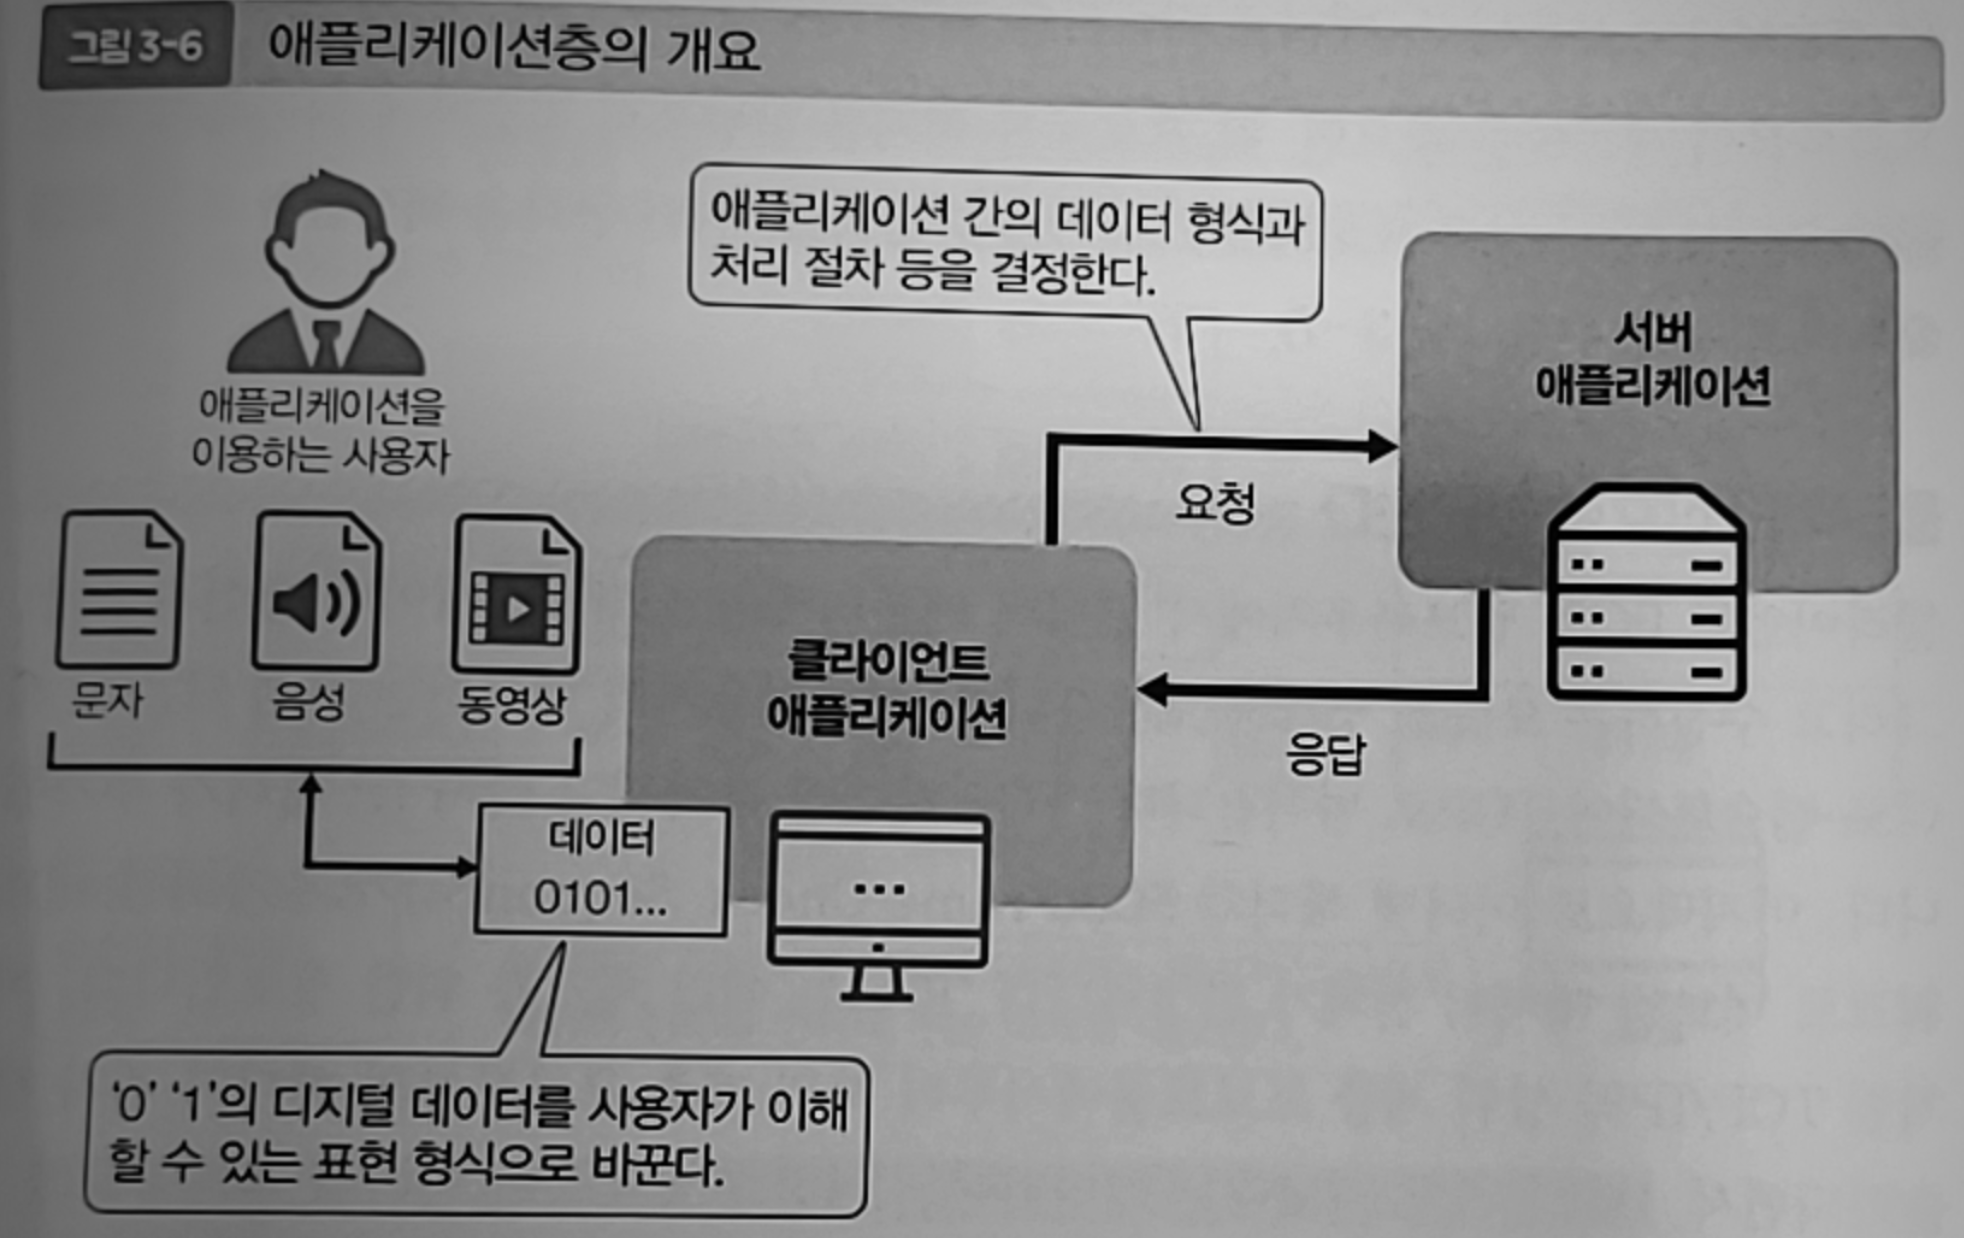 그림 3-6 애플리케이션층의 개요
애플리케이션 간의 데이터 형식과
처리 절차 등을 결정한다.
서버
애플리케이션
애플리케이션을
이용하는 사용자
요청
문자 음성 동영상
클라이언트
애플리케이션
응답
데이터
0101...
‘0’ ‘1’의 디지털 데이터를 사용자가 이해
할 수 있는 표현 형식으로 바꾼다.